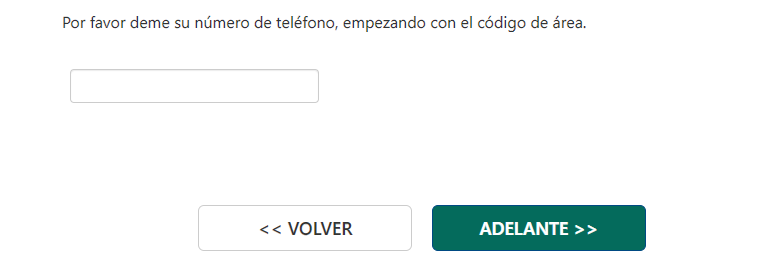 Por favor deme su número de teléfono, empezando con el código de área.
<< VOLVER
ADELANTE >>